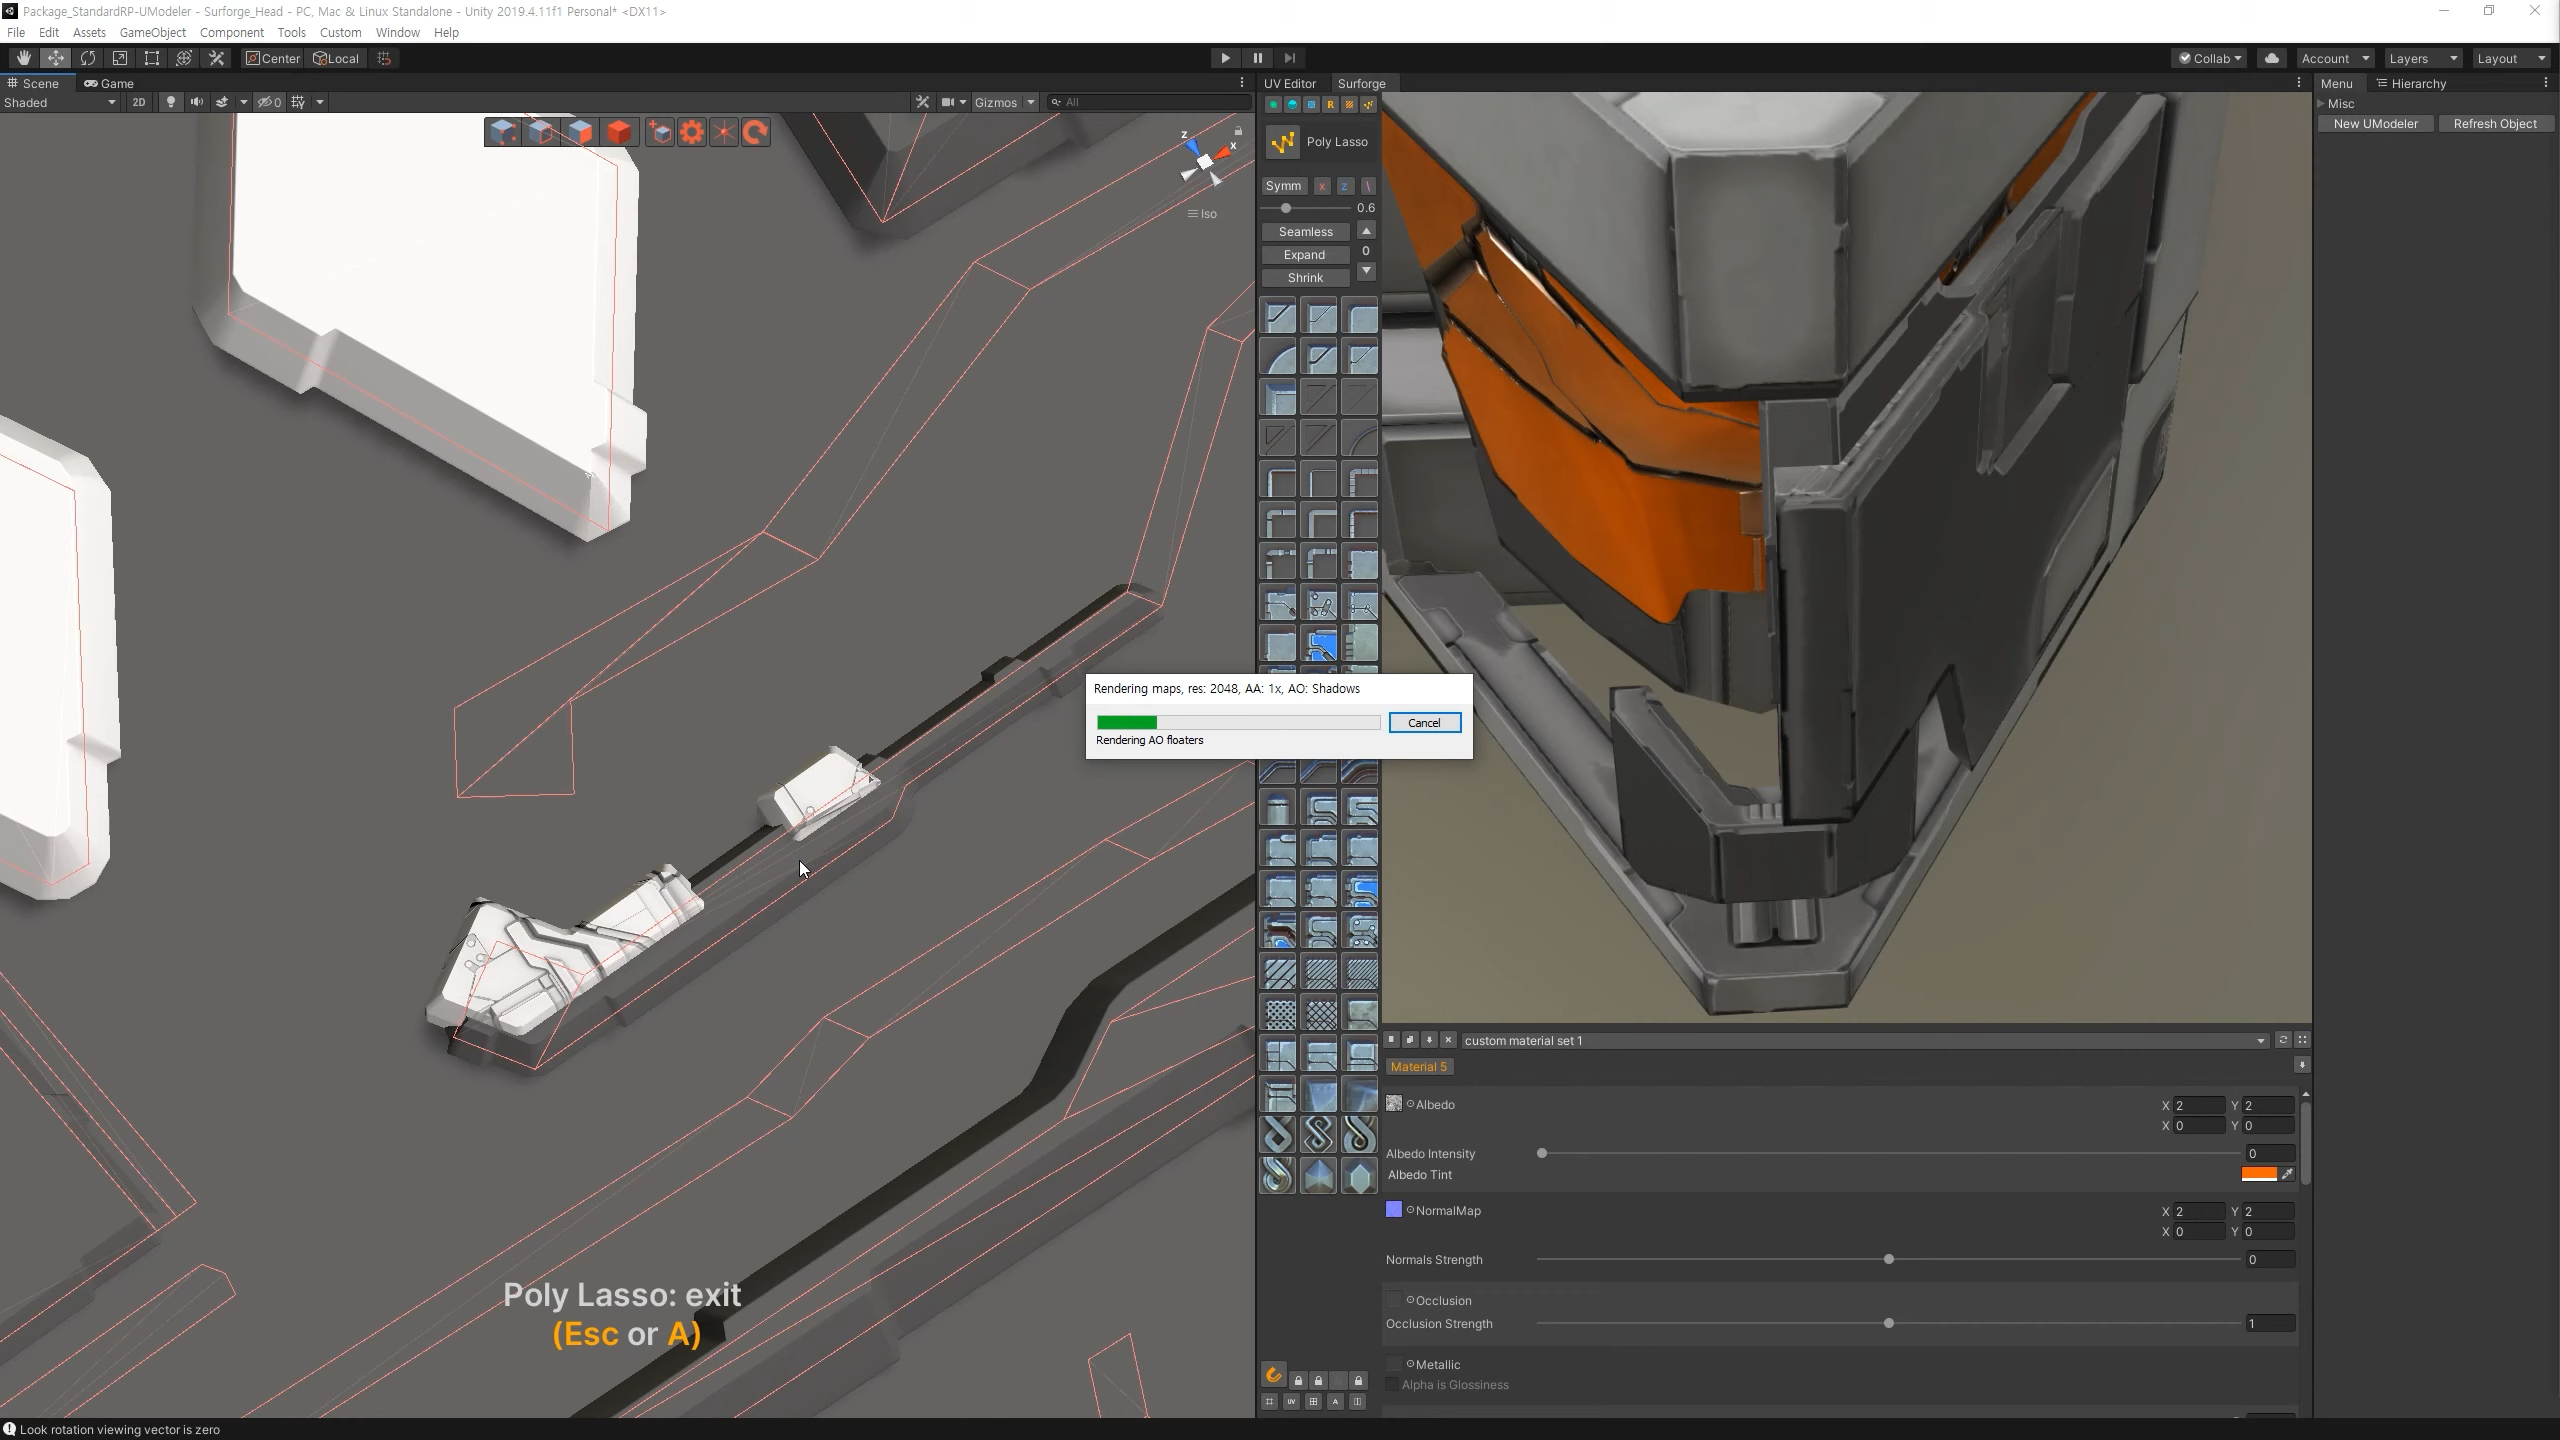 Package_StandardRP-UModeler - Surforge_Head - PC, Mac & Linux Standalone - Unity 2019.4.11f1 Personal* <DX11>
File Edit Assets GameObject Component Tools Custom Window Help
Center Local Collab Account Layers Layout
Scene Game UV Editor Surforge Menu Hierarchy
Shaded 2D 0 Gizmos All
Misc
New UModeler Refresh Object
Poly Lasso
z
x
Iso
Symm x z \
0.6
Seamless
Expand 0
Shrink
Rendering maps, res: 2048, AA: 1x, AO: Shadows
Cancel
Rendering AO floaters
custom material set 1
Material 5
Albedo X 2 Y 2
X 0 Y 0
Albedo Intensity 0
Albedo Tint
NormalMap X 2 Y 2
X 0 Y 0
Normals Strength 0
Occlusion
Occlusion Strength 1
Metallic
Alpha is Glossiness
UV A
Poly Lasso: exit
(Esc or A)
Look rotation viewing vector is zero